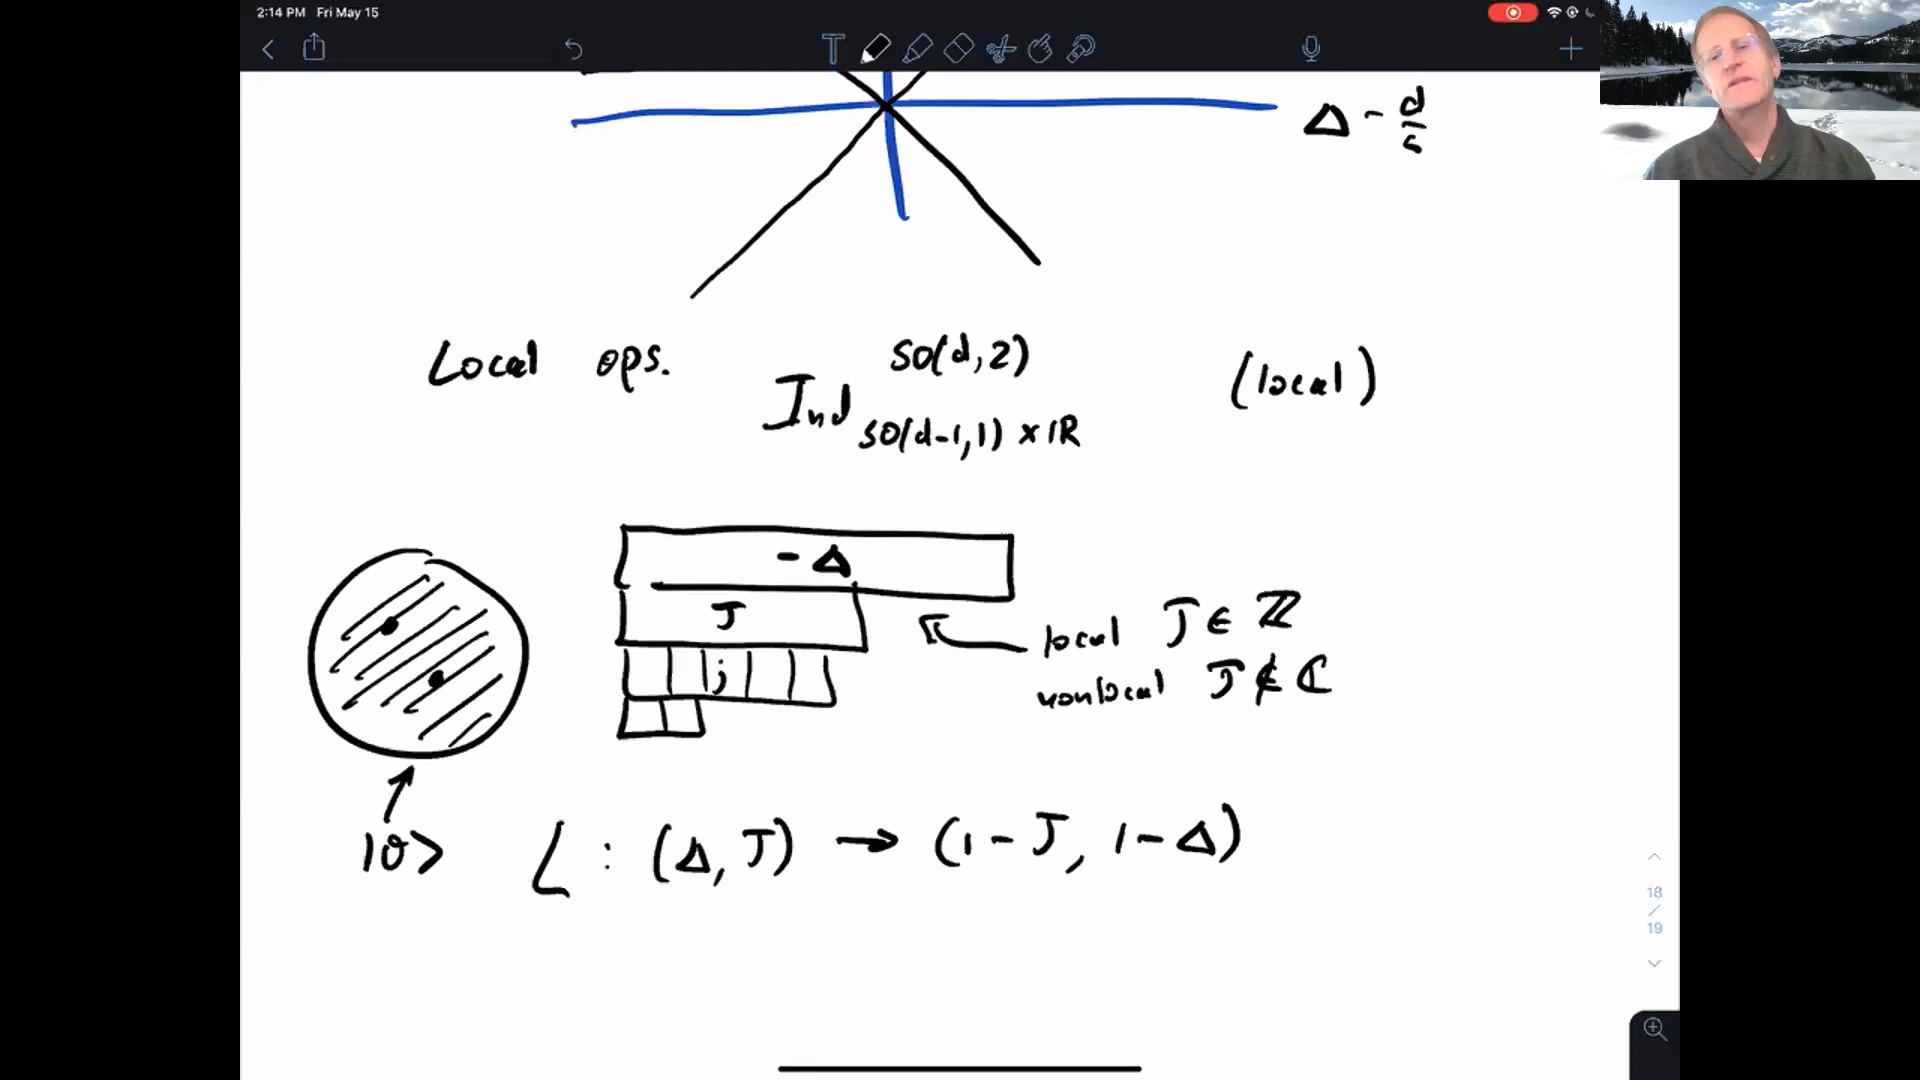 2:14 PM Fri May 15
T
Δ - d/2
Local ops. Ind SO(d,2) SO(d-1,1) × ℝ (local)
-Δ
J
j
local J ∈ ℤ
nonlocal J ∉ ℂ
|0>
L : (Δ, J) → (1-J, 1-Δ)
18
/
19